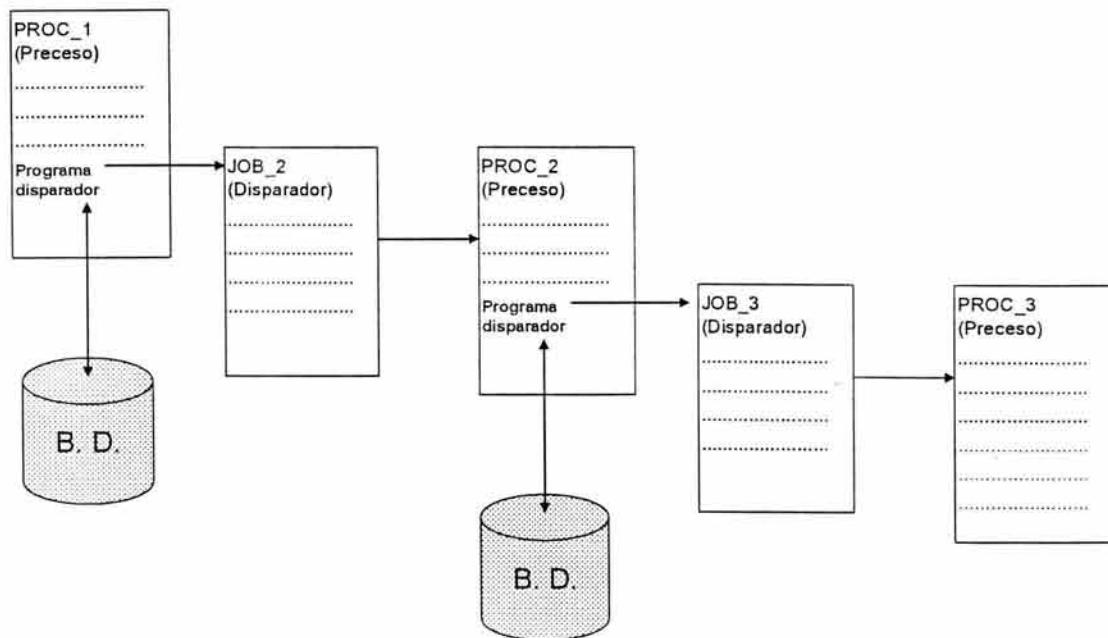 PROC_1
(Preceso)
Programa
disparador
B. D.
JOB_2
(Disparador)
PROC_2
(Preceso)
Programa
disparador
B. D.
JOB_3
(Disparador)
PROC_3
(Preceso)